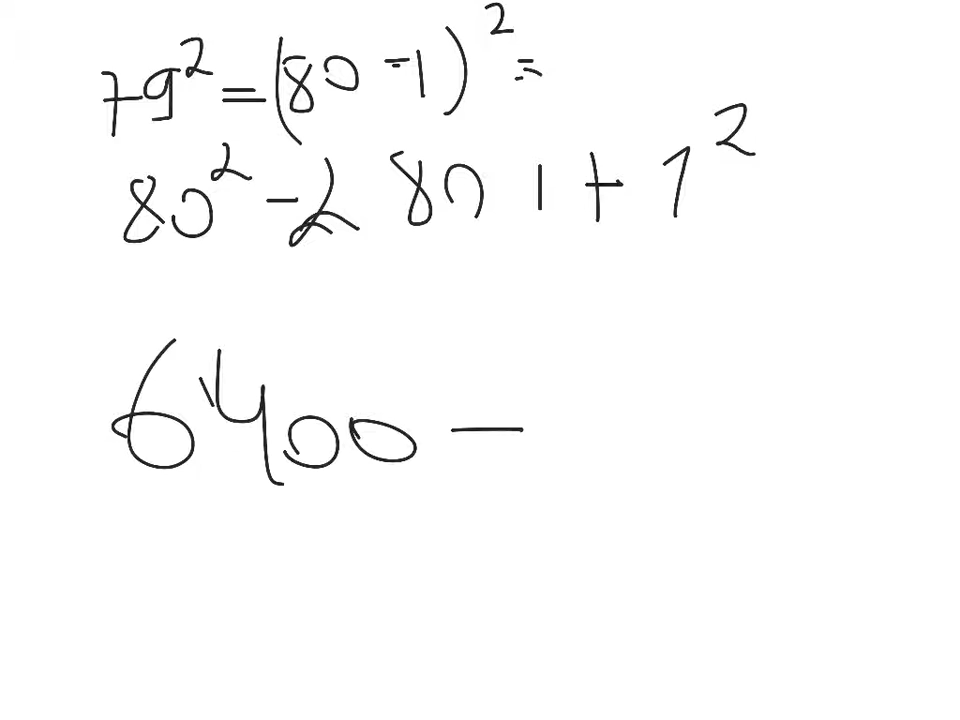 79² = (80 - 1)² =
80² - 2 80 1 + 1²
6400 —